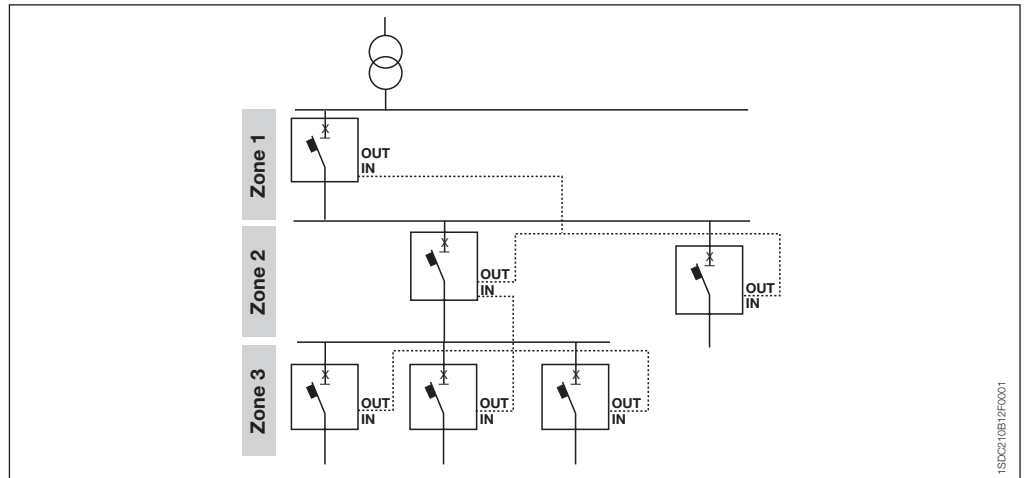 Zone 1
OUT
IN
Zone 2
OUT
IN
OUT
IN
Zone 3
OUT
IN
OUT
IN
OUT
IN
1SDC210B12F0001